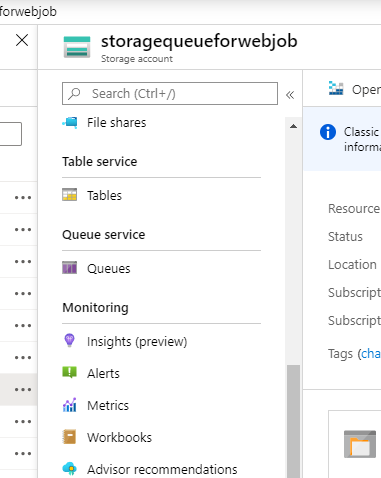 forwebjob
storagequeueforwebjob
Storage account
Search (Ctrl+/)
«
Open
File shares
Classic
informa
Table service
Tables
Resource
Queue service
Status
Queues
Location
Subscript
Monitoring
Subscript
Insights (preview)
Tags (cha
Alerts
Metrics
Workbooks
Advisor recommendations